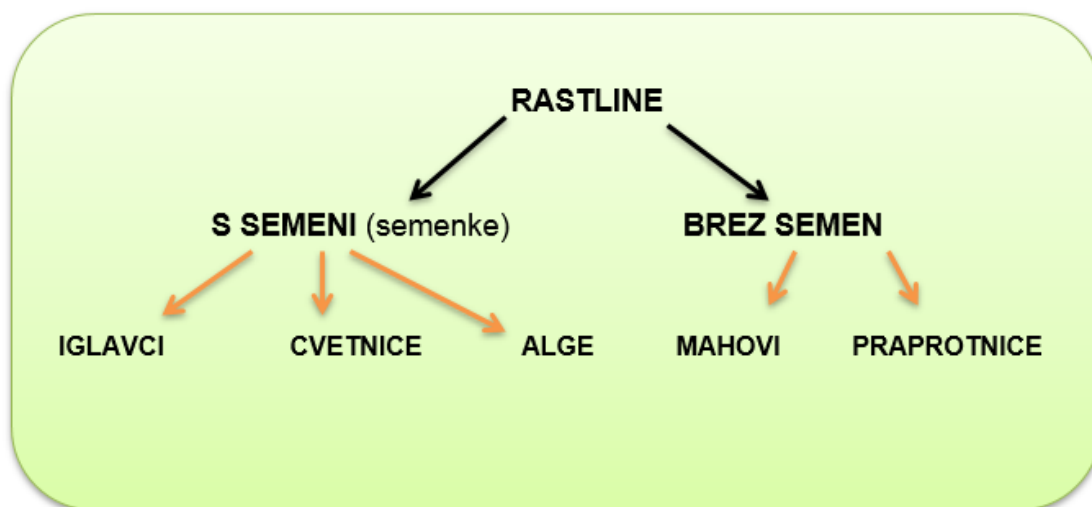 RASTLINE
S SEMENI (semenke) BREZ SEMEN
IGLAVCI CVETNICE ALGE MAHOVI PRAPROTNICE